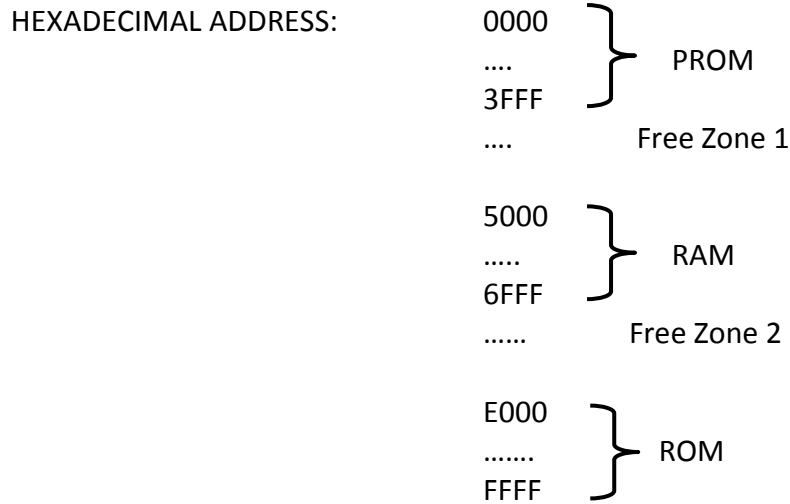 HEXADECIMAL ADDRESS: 0000
…. PROM
3FFF
…. Free Zone 1
5000
….. RAM
6FFF
…… Free Zone 2
E000
……. ROM
FFFF